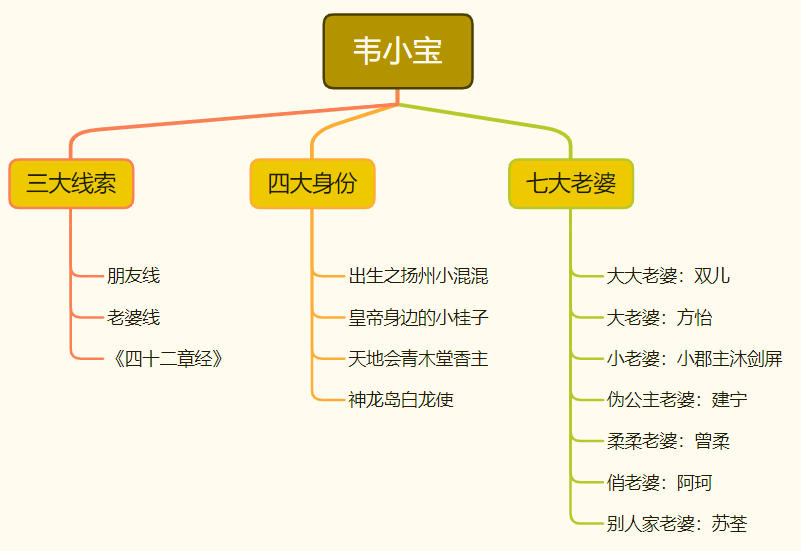 韦小宝
三大线索
四大身份
七大老婆
朋友线
老婆线
《四十二章经》
出生之扬州小混混
皇帝身边的小桂子
天地会青木堂香主
神龙岛白龙使
大大老婆：双儿
大老婆：方怡
小老婆：小郡主沐剑屏
伪公主老婆：建宁
柔柔老婆：曾柔
俏老婆：阿珂
别人家老婆：苏荃